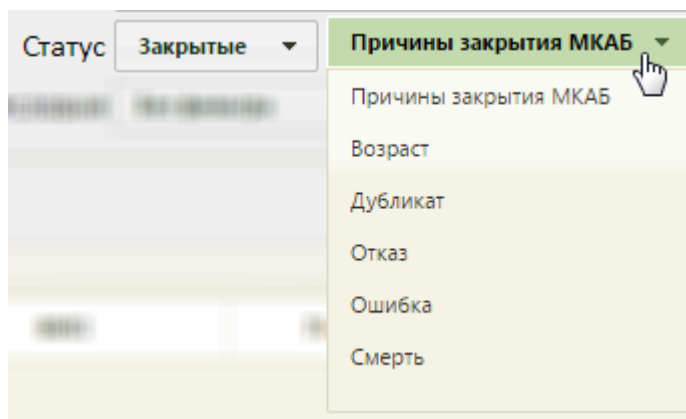 Статус Закрытые Причины закрытия МКАБ
Причины закрытия МКАБ
Возраст
Дубликат
Отказ
Ошибка
Смерть